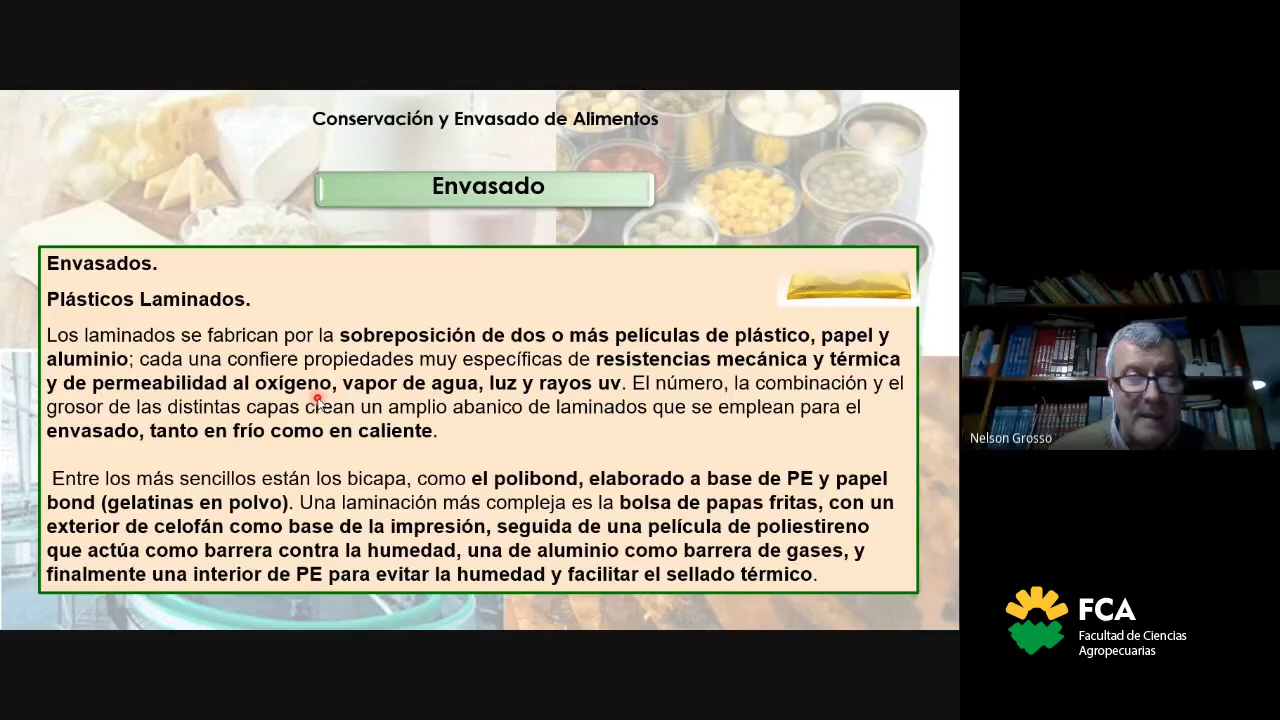 Conservación y Envasado de Alimentos
Envasado
Envasados.
Plásticos Laminados.
Los laminados se fabrican por la sobreposición de dos o más películas de plástico, papel y
aluminio; cada una confiere propiedades muy específicas de resistencias mecánica y térmica
y de permeabilidad al oxígeno, vapor de agua, luz y rayos uv. El número, la combinación y el
grosor de las distintas capas crean un amplio abanico de laminados que se emplean para el
envasado, tanto en frío como en caliente.
Entre los más sencillos están los bicapa, como el polibond, elaborado a base de PE y papel
bond (gelatinas en polvo). Una laminación más compleja es la bolsa de papas fritas, con un
exterior de celofán como base de la impresión, seguida de una película de poliestireno
que actúa como barrera contra la humedad, una de aluminio como barrera de gases, y
finalmente una interior de PE para evitar la humedad y facilitar el sellado térmico.
Nelson Grosso
FCA
Facultad de Ciencias
Agropecuarias